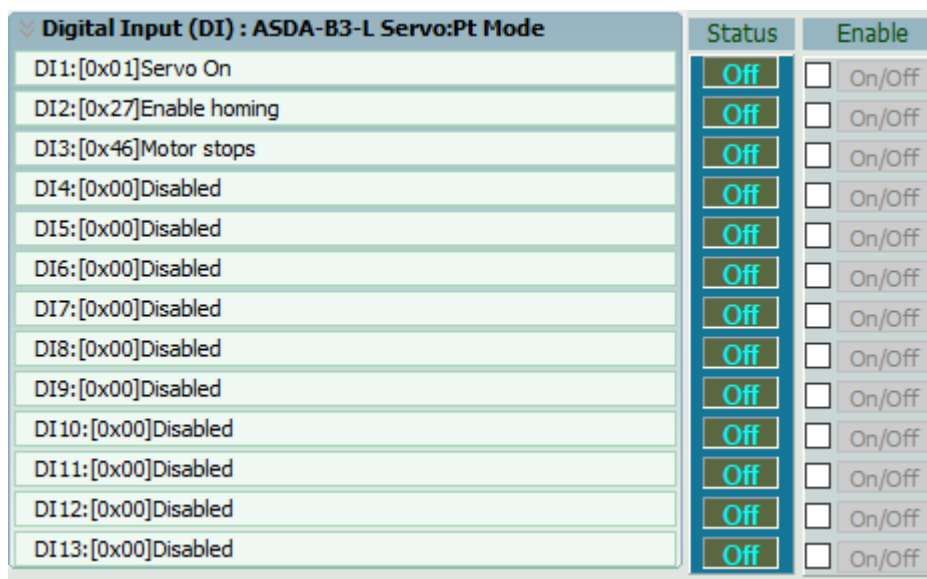 Digital Input (DI) : ASDA-B3-L Servo:Pt Mode Status Enable
DI1:[0x01]Servo On Off On/Off
DI2:[0x27]Enable homing Off On/Off
DI3:[0x46]Motor stops Off On/Off
DI4:[0x00]Disabled Off On/Off
DI5:[0x00]Disabled Off On/Off
DI6:[0x00]Disabled Off On/Off
DI7:[0x00]Disabled Off On/Off
DI8:[0x00]Disabled Off On/Off
DI9:[0x00]Disabled Off On/Off
DI10:[0x00]Disabled Off On/Off
DI11:[0x00]Disabled Off On/Off
DI12:[0x00]Disabled Off On/Off
DI13:[0x00]Disabled Off On/Off